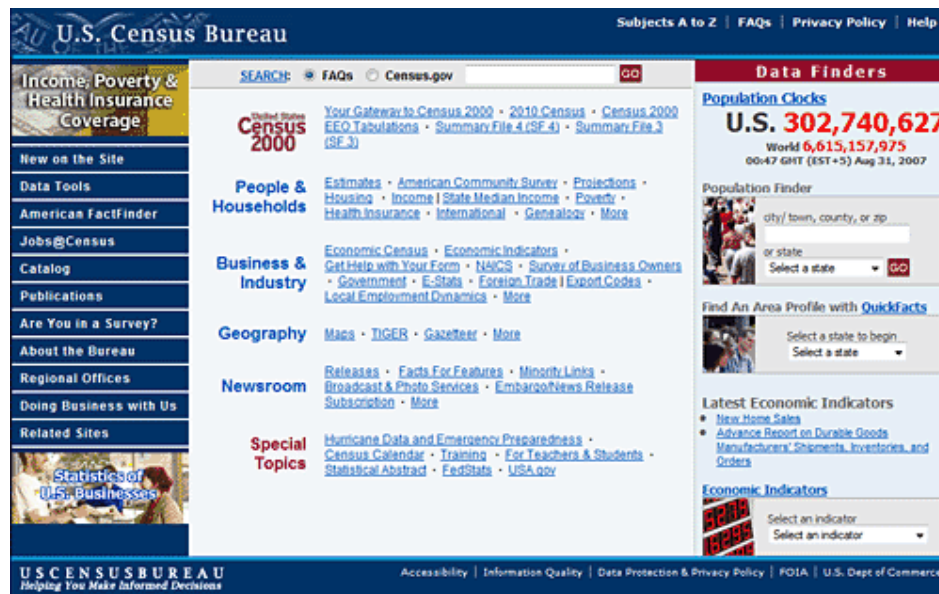 U.S. Census Bureau
Subjects A to Z | FAQs | Privacy Policy | Help
Income, Poverty &
Health Insurance
Coverage
New on the Site
Data Tools
American FactFinder
Jobs@Census
Catalog
Publications
Are You in a Survey?
About the Bureau
Regional Offices
Doing Business with Us
Related Sites
Statistics of
U.S. Businesses
SEARCH: FAQs Census.gov GO
United States
Census
2000
Your Gateway to Census 2000 · 2010 Census · Census 2000
EEO Tabulations · Summary File 4 (SF 4) · Summary File 3
(SF 3)
People &
Households
Estimates · American Community Survey · Projections ·
Housing · Income | State Median Income · Poverty ·
Health Insurance · International · Genealogy · More
Business &
Industry
Economic Census · Economic Indicators ·
Get Help with Your Form · NAICS · Survey of Business Owners
· Government · E-Stats · Foreign Trade | Export Codes ·
Local Employment Dynamics · More
Geography
Maps · TIGER · Gazetteer · More
Newsroom
Releases · Facts For Features · Minority Links ·
Broadcast & Photo Services · Embargo/News Release
Subscription · More
Special
Topics
Hurricane Data and Emergency Preparedness ·
Census Calendar · Training · For Teachers & Students ·
Statistical Abstract · FedStats · USA.gov
Data Finders
Population Clocks
U.S. 302,740,627
World 6,615,157,975
00:47 GMT (EST+5) Aug 31, 2007
Population Finder
city/ town, county, or zip
or state
Select a state GO
Find An Area Profile with QuickFacts
Select a state to begin
Select a state
Latest Economic Indicators
New Home Sales
Advance Report on Durable Goods
Manufacturers' Shipments, Inventories, and
Orders
Economic Indicators
Select an indicator
Select an indicator
USCENSUSBUREAU
Helping You Make Informed Decisions
Accessibility | Information Quality | Data Protection & Privacy Policy | FOIA | U.S. Dept of Commerce